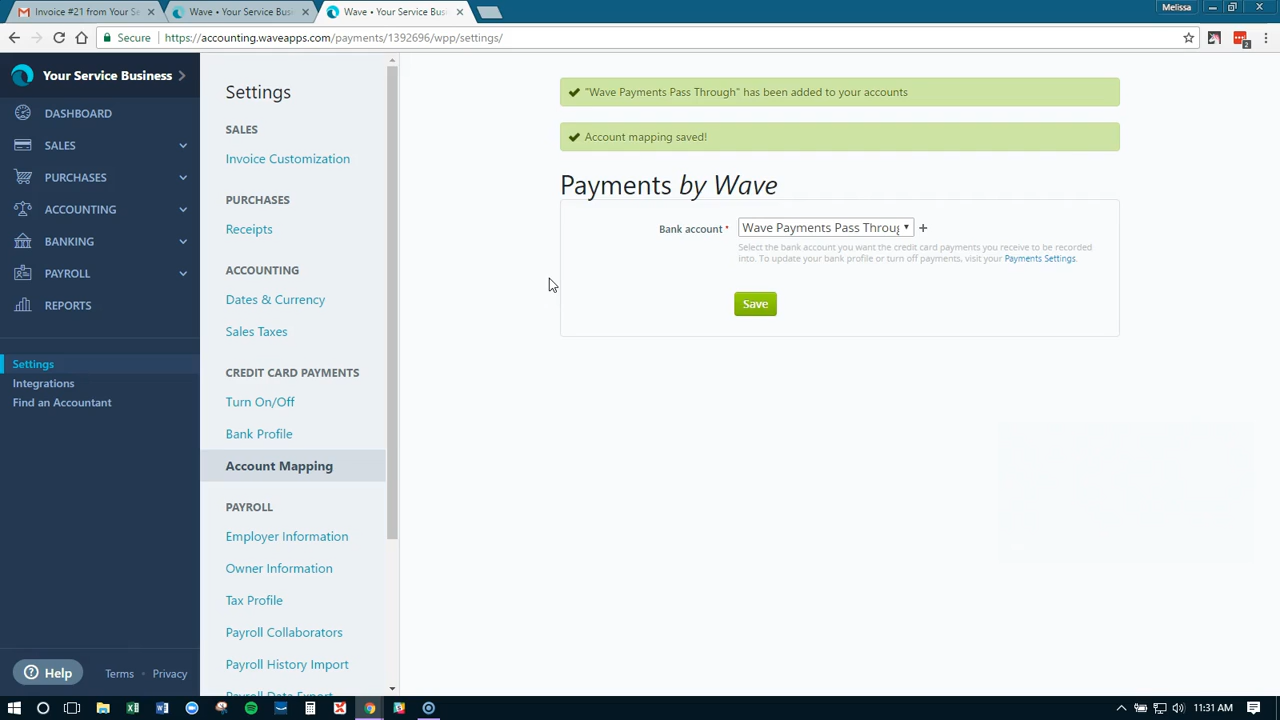 Invoice #21 from Your Se
Wave • Your Service Busi
Wave • Your Service Busi
Melissa
Secure
https://accounting.waveapps.com/payments/1392696/wpp/settings/
2
Your Service Business
DASHBOARD
SALES
PURCHASES
ACCOUNTING
BANKING
PAYROLL
REPORTS
Settings
Integrations
Find an Accountant
Help
Terms
Privacy
Settings
SALES
Invoice Customization
PURCHASES
Receipts
ACCOUNTING
Dates & Currency
Sales Taxes
CREDIT CARD PAYMENTS
Turn On/Off
Bank Profile
Account Mapping
PAYROLL
Employer Information
Owner Information
Tax Profile
Payroll Collaborators
Payroll History Import
Payroll Data Export
"Wave Payments Pass Through" has been added to your accounts
Account mapping saved!
Payments by Wave
Bank account * Wave Payments Pass Throug
Select the bank account you want the credit card payments you receive to be recorded
into. To update your bank profile or turn off payments, visit your Payments Settings.
Save
11:31 AM